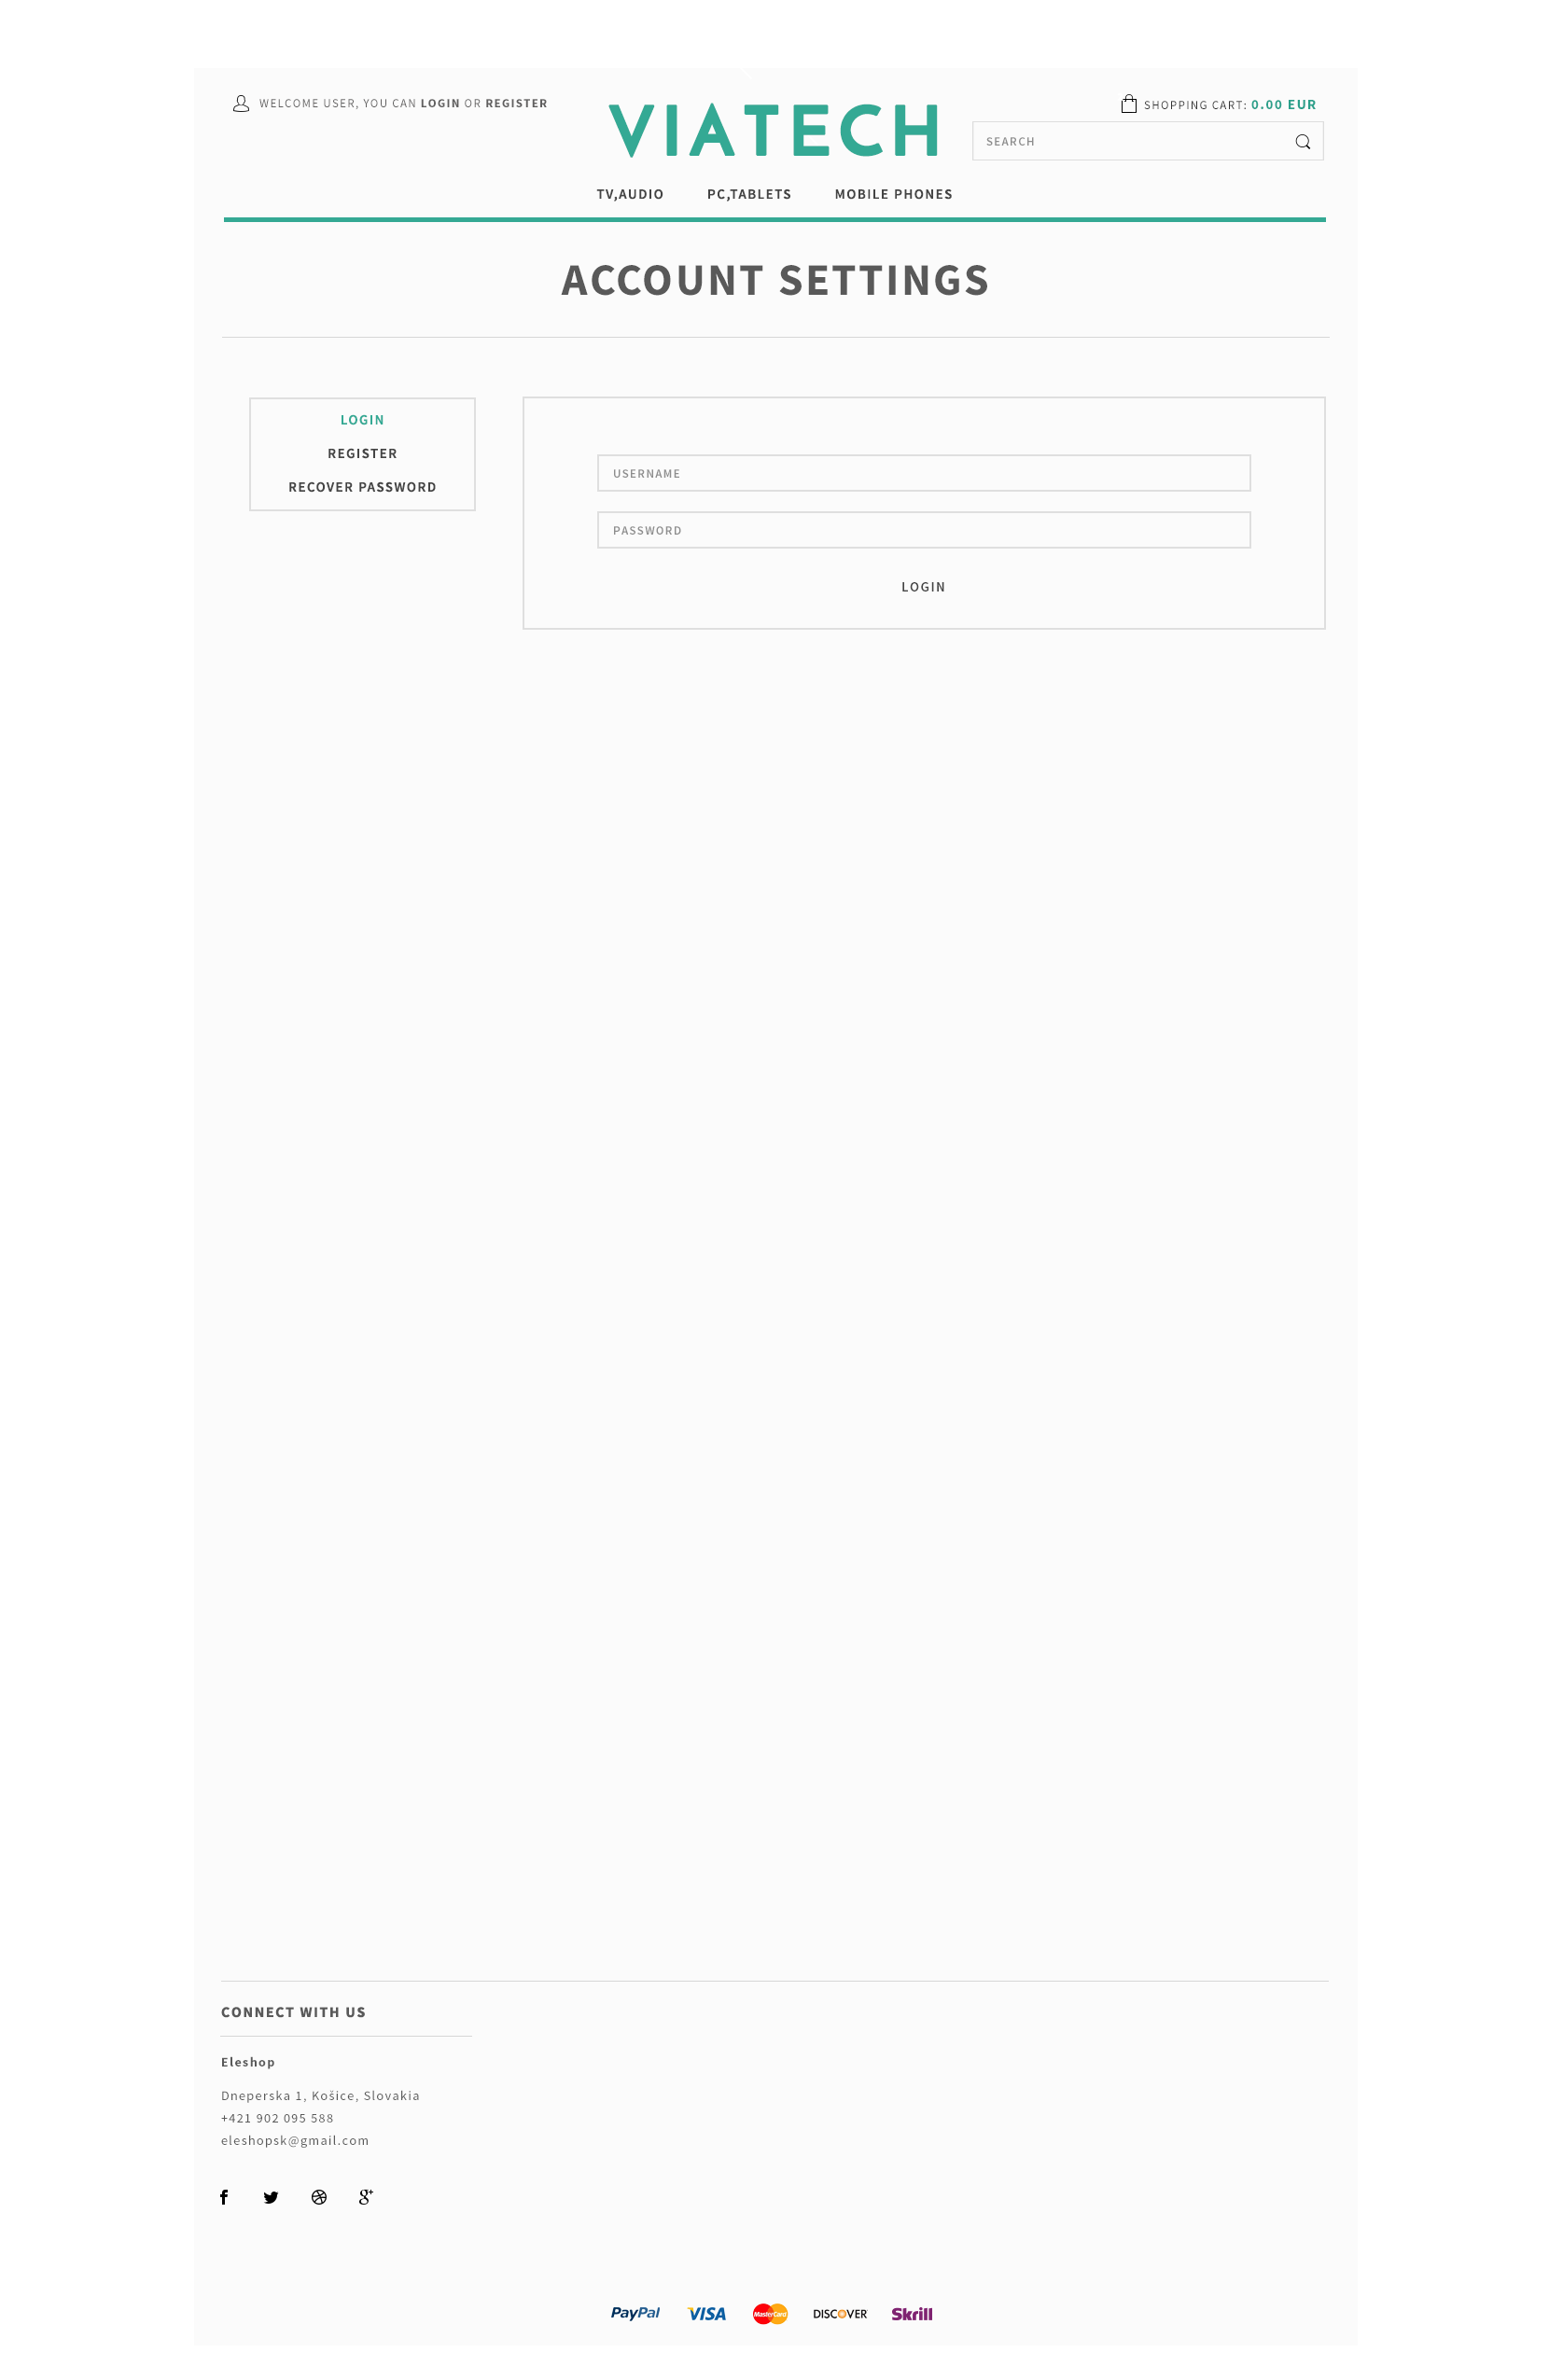 WELCOME USER, YOU CAN LOGIN OR REGISTER
VIATECH
SHOPPING CART: 0.00 EUR
SEARCH
TV,AUDIO PC,TABLETS MOBILE PHONES
ACCOUNT SETTINGS
LOGIN
REGISTER
RECOVER PASSWORD
USERNAME
PASSWORD
LOGIN
CONNECT WITH US
Eleshop
Dneperska 1, Košice, Slovakia
+421 902 095 588
eleshopsk@gmail.com
PayPal VISA MasterCard DISCOVER Skrill